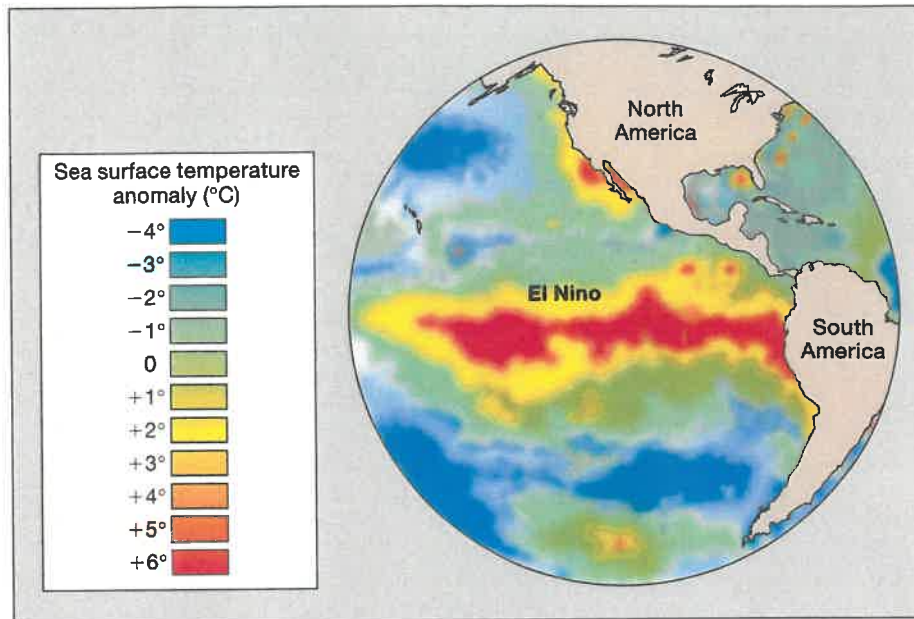 Sea surface temperature
anomaly (°C)
−4°
−3°
−2°
−1°
0
+1°
+2°
+3°
+4°
+5°
+6°
North
America
El Nino
South
America